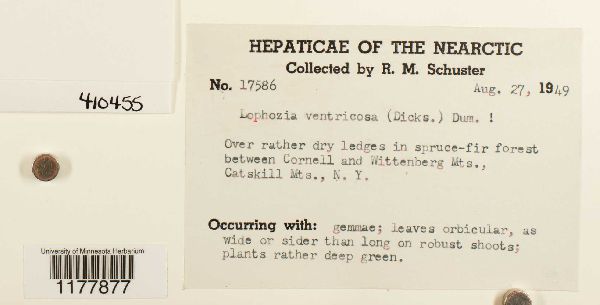 HEPATICAE OF THE NEARCTIC
Collected by R. M. Schuster
No. 17586 Aug. 27, 1949
Lophozia ventricosa (Dicks.) Dum. !
Over rather dry ledges in spruce-fir forest
between Cornell and Wittenberg Mts.,
Catskill Mts., N. Y.
Occurring with: gemmae; leaves orbicular, as
wide or sider than long on robust shoots;
plants rather deep green.
410455
University of Minnesota Herbarium
1177877